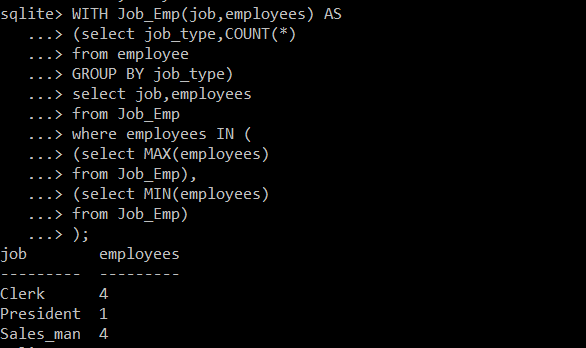 sqlite> WITH Job_Emp(job,employees) AS
   ...> (select job_type,COUNT(*)
   ...> from employee
   ...> GROUP BY job_type)
   ...> select job,employees
   ...> from Job_Emp
   ...> where employees IN (
   ...> (select MAX(employees)
   ...> from Job_Emp),
   ...> (select MIN(employees)
   ...> from Job_Emp)
   ...> );
job        employees
---------  ---------
Clerk      4
President  1
Sales_man  4